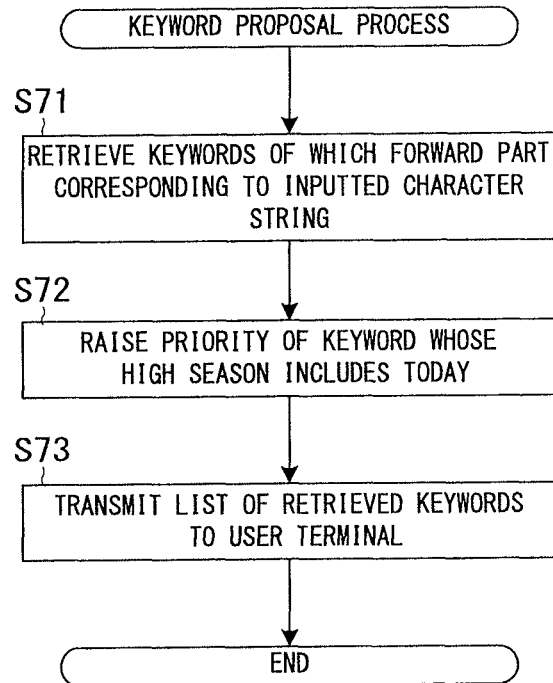 KEYWORD PROPOSAL PROCESS
S71
RETRIEVE KEYWORDS OF WHICH FORWARD PART
CORRESPONDING TO INPUTTED CHARACTER
STRING
S72
RAISE PRIORITY OF KEYWORD WHOSE
HIGH SEASON INCLUDES TODAY
S73
TRANSMIT LIST OF RETRIEVED KEYWORDS
TO USER TERMINAL
END